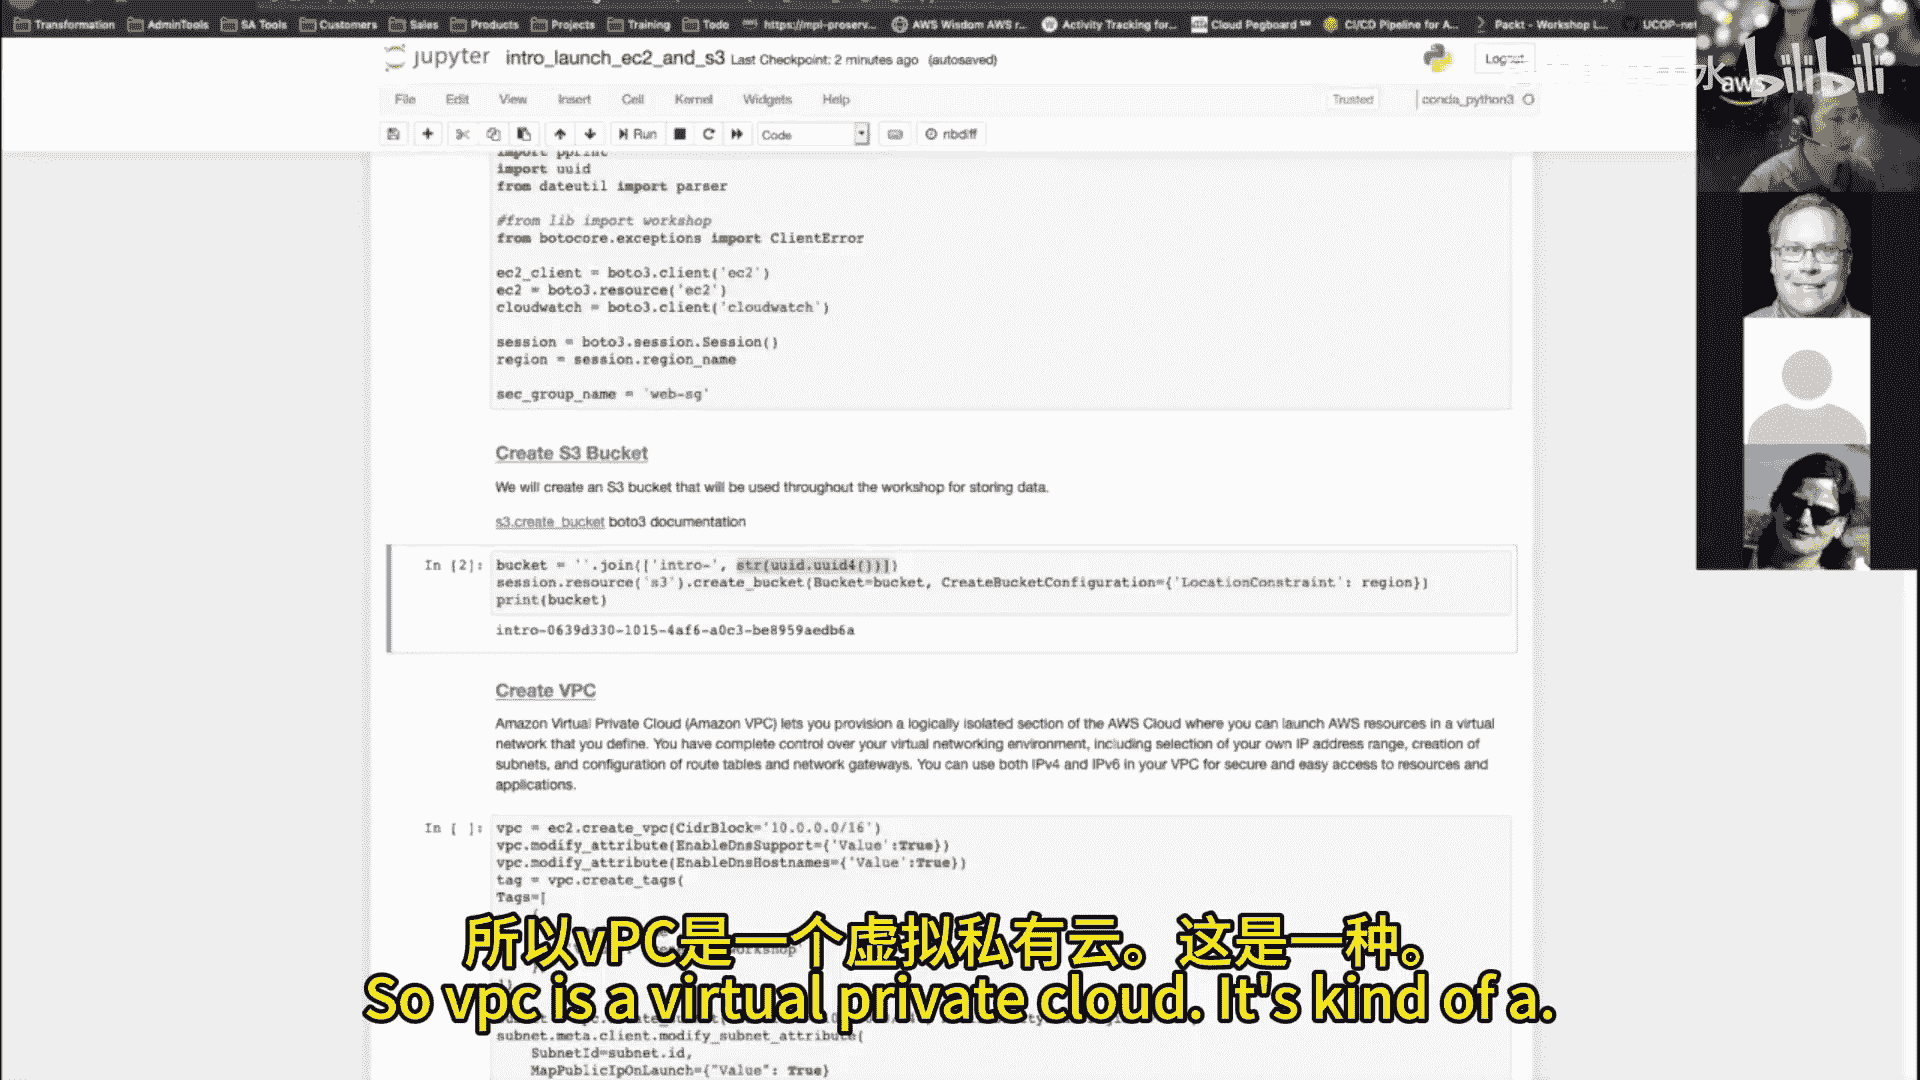 Transformation AdminTools SA Tools Customers Sales Products Projects Training Todo https://mpl-proserv... AWS Wisdom AWS r... Activity Tracking for... Cloud Pegboard ℠ CI/CD Pipeline for A... Packt - Workshop L... UCOP-net
jupyter intro_launch_ec2_and_s3 Last Checkpoint: 2 minutes ago (autosaved)
Logout
aws bilibili
File Edit View Insert Cell Kernel Widgets Help Trusted conda_python3
Run Code nbdiff
import pprint
import uuid
from dateutil import parser
#from lib import workshop
from botocore.exceptions import ClientError
ec2_client = boto3.client('ec2')
ec2 = boto3.resource('ec2')
cloudwatch = boto3.client('cloudwatch')
session = boto3.session.Session()
region = session.region_name
sec_group_name = 'web-sg'
Create S3 Bucket
We will create an S3 bucket that will be used throughout the workshop for storing data.
s3.create_bucket boto3 documentation
In [2]: bucket = ''.join(['intro-', str(uuid.uuid4())])
session.resource('s3').create_bucket(Bucket=bucket, CreateBucketConfiguration={'LocationConstraint': region})
print(bucket)
intro-0639d330-1015-4af6-a0c3-be8959aedb6a
Create VPC
Amazon Virtual Private Cloud (Amazon VPC) lets you provision a logically isolated section of the AWS Cloud where you can launch AWS resources in a virtual
network that you define. You have complete control over your virtual networking environment, including selection of your own IP address range, creation of
subnets, and configuration of route tables and network gateways. You can use both IPv4 and IPv6 in your VPC for secure and easy access to resources and
applications.
In [ ]: vpc = ec2.create_vpc(CidrBlock='10.0.0.0/16')
vpc.modify_attribute(EnableDnsSupport={'Value':True})
vpc.modify_attribute(EnableDnsHostnames={'Value':True})
tag = vpc.create_tags(
Tags=[
所以vPC是一个虚拟私有云。这是一种。
So vpc is a virtual private cloud. It's kind of a.
subnet.meta.client.modify_subnet_attribute(
SubnetId=subnet.id,
MapPublicIpOnLaunch={"Value": True}